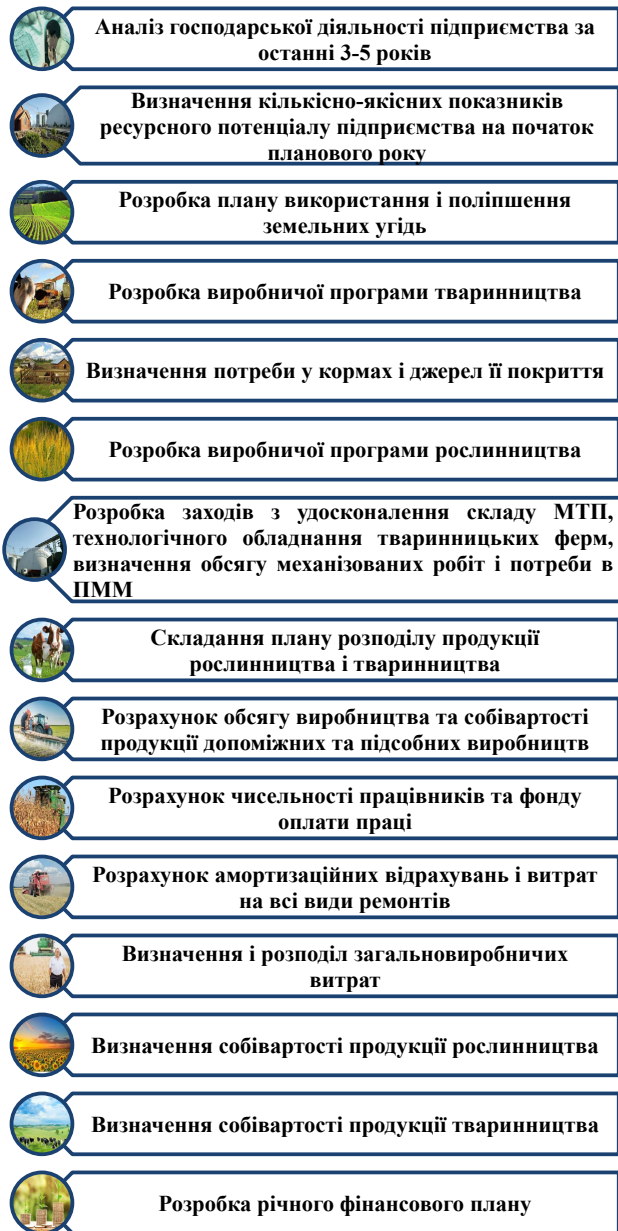 Аналіз господарської діяльності підприємства за
останні 3-5 років
Визначення кількісно-якісних показників
ресурсного потенціалу підприємства на початок
планового року
Розробка плану використання і поліпшення
земельних угідь
Розробка виробничої програми тваринництва
Визначення потреби у кормах і джерел її покриття
Розробка виробничої програми рослинництва
Розробка заходів з удосконалення складу МТП,
технологічного обладнання тваринницьких ферм,
визначення обсягу механізованих робіт і потреби в
ПММ
Складання плану розподілу продукції
рослинництва і тваринництва
Розрахунок обсягу виробництва та собівартості
продукції допоміжних та підсобних виробництв
Розрахунок чисельності працівників та фонду
оплати праці
Розрахунок амортизаційних відрахувань і витрат
на всі види ремонтів
Визначення і розподіл загальновиробничих
витрат
Визначення собівартості продукції рослинництва
Визначення собівартості продукції тваринництва
Розробка річного фінансового плану